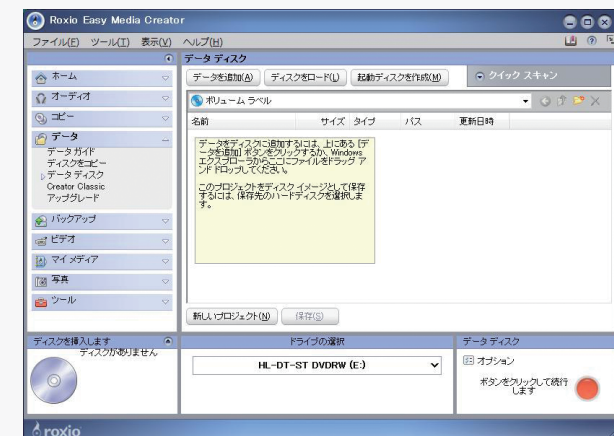 Roxio Easy Media Creator
ファイル(F) ツール(T) 表示(V) ヘルプ(H)
データ ディスク
データを追加(A) ディスクをロード(L) 起動ディスクを作成(M) クイック スキャン
ホーム
オーディオ
コピー
データ
データ ガイド
ディスクをコピー
データ ディスク
Creator Classic
アップグレード
バックアップ
ビデオ
マイ メディア
写真
ツール
ボリューム ラベル
名前 サイズ タイプ パス 更新日時
データをディスクに追加するには、上にある [デ
ータを追加] ボタンをクリックするか、Windows
エクスプローラからここにファイルをドラッグ ア
ンド ドロップしてください。
このプロジェクトをディスク イメージとして保存
するには、保存先のハードディスクを選択しま
す。
新しいプロジェクト(N) 保存(S)
ディスクを挿入します
ディスクがありません
ドライブの選択
HL-DT-ST DVDRW (E:)
データ ディスク
オプション
ボタンをクリックして続行
します
roxio